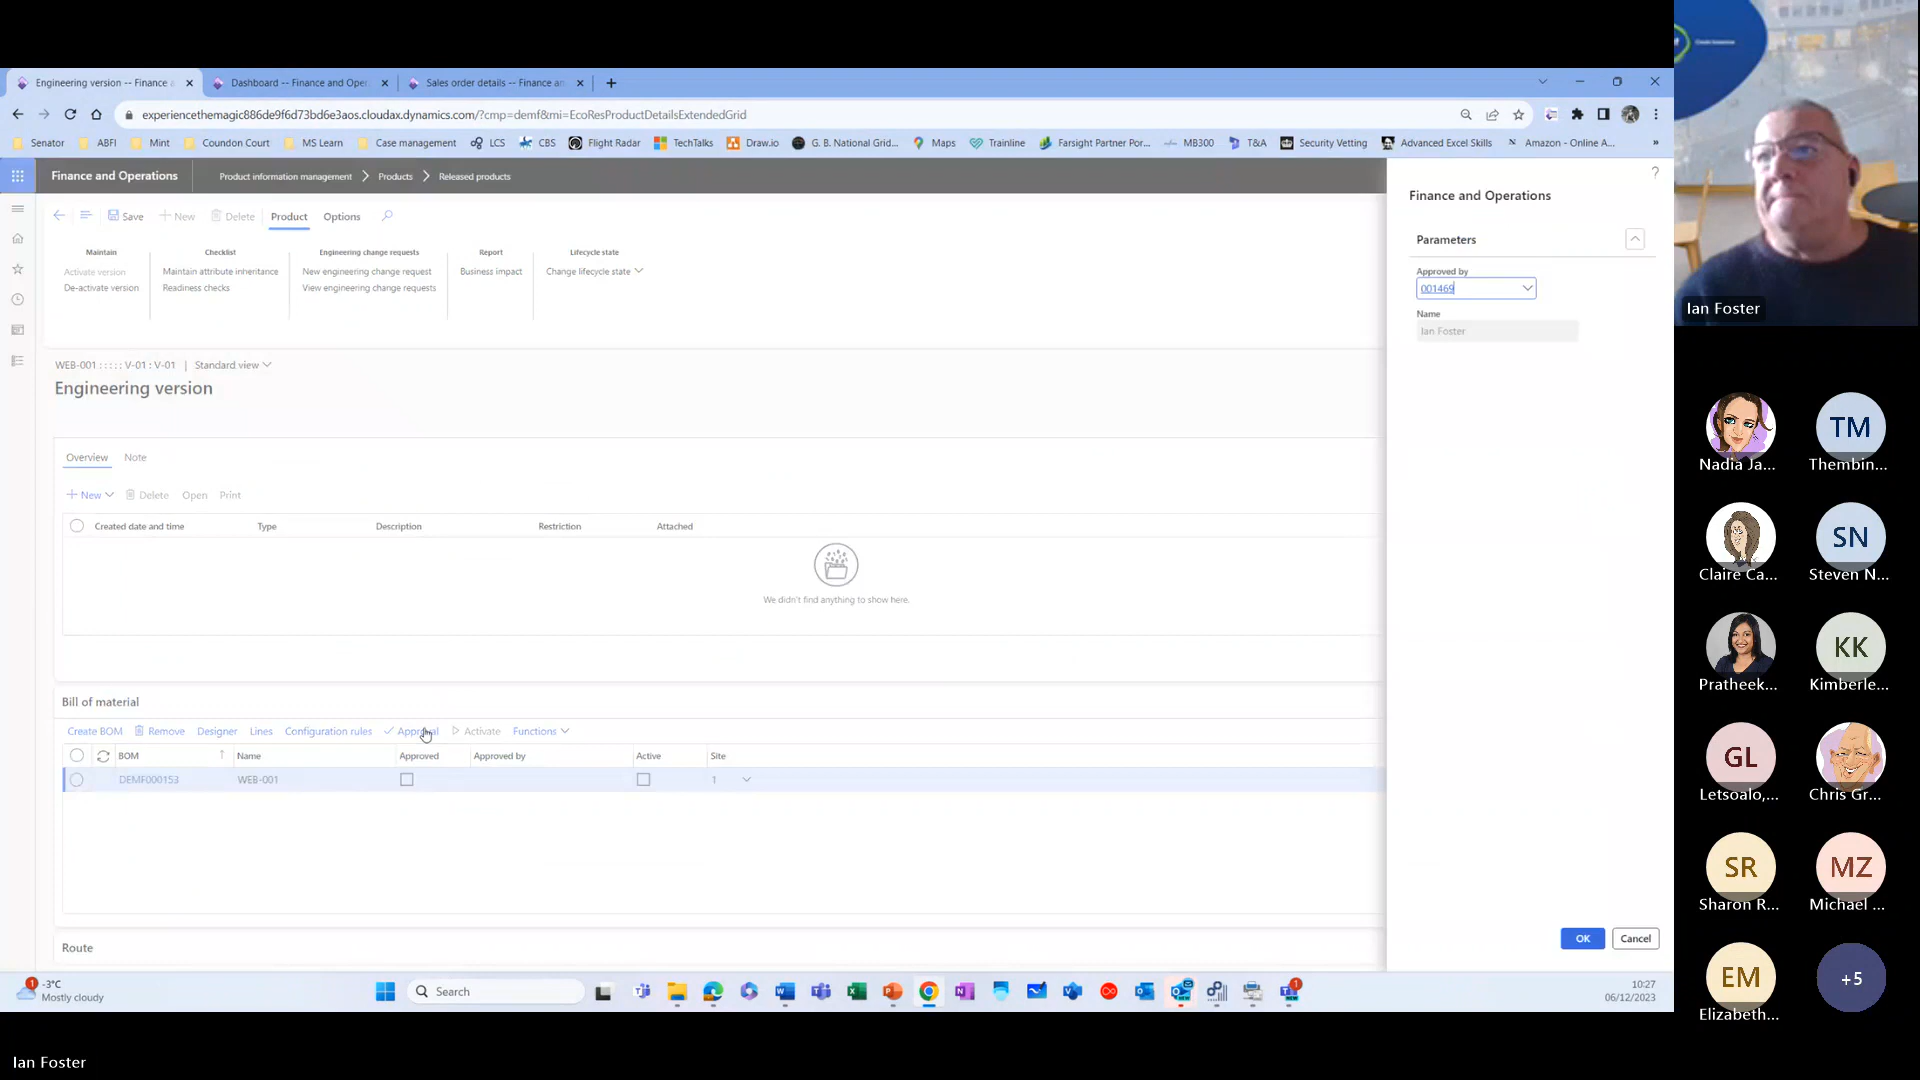 Engineering version -- Finance a
Dashboard -- Finance and Oper
Sales order details -- Finance an
experiencethemagic886de9f6d73bd6e3aos.cloudax.dynamics.com/?cmp=demf&mi=EcoResProductDetailsExtendedGrid
Senator ABFI Mint Coundon Court MS Learn Case management LCS CBS Flight Radar TechTalks Draw.io G. B. National Grid... Maps Trainline Farsight Partner Por... MB300 T&A Security Vetting Advanced Excel Skills Amazon - Online A... »
Finance and Operations Product information management Products Released products
Save New Delete Product Options
Maintain Checklist Engineering change requests Report Lifecycle state
Activate version Maintain attribute inheritance New engineering change request Business impact Change lifecycle state
De-activate version Readiness checks View engineering change requests
WEB-001 : : : : : V-01 : V-01 | Standard view
Engineering version
Overview Note
New Delete Open Print
Created date and time Type Description Restriction Attached
We didn't find anything to show here.
Bill of material
Create BOM Remove Designer Lines Configuration rules Approval Activate Functions
BOM Name Approved Approved by Active Site
DEMF000153 WEB-001 1
Route
?
Finance and Operations
Parameters
Approved by
001469
Name
Ian Foster
OK Cancel
1 -3°C
Mostly cloudy
Search
1
10:27
06/12/2023
Ian Foster
Ian Foster
Nadia Ja...
TM
Thembin...
Claire Ca...
SN
Steven N...
Pratheek...
KK
Kimberle...
GL
Letsoalo,...
Chris Gr...
SR
Sharon R...
MZ
Michael ...
EM
Elizabeth...
+5